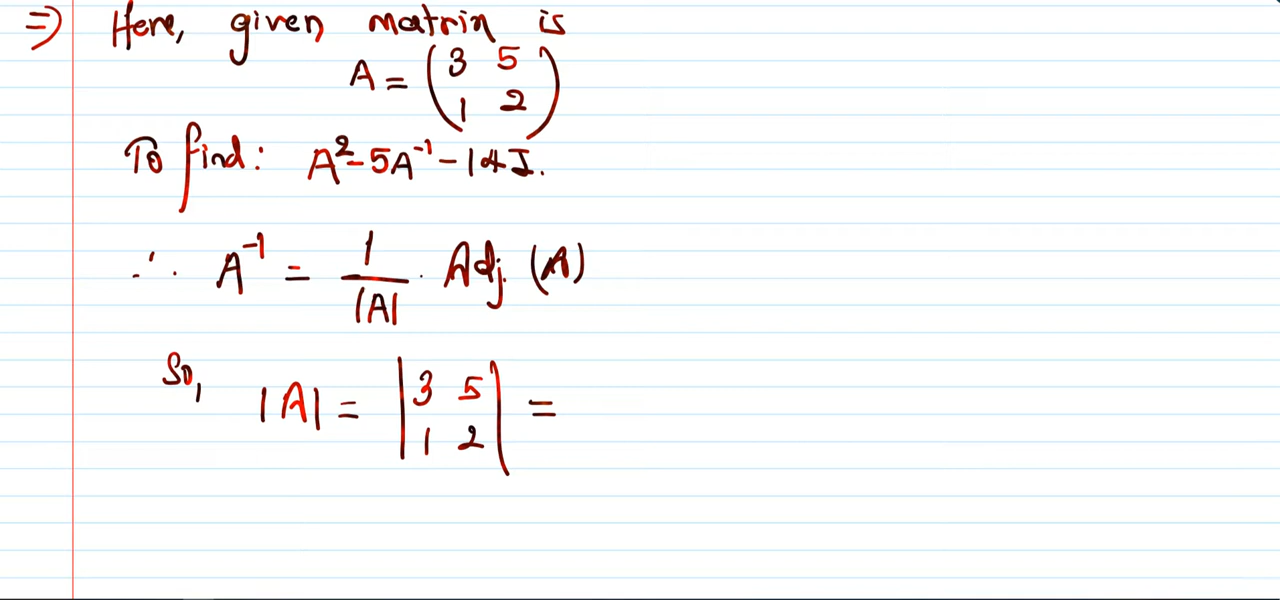 ⇒ Here, given matrin is
A = (3 5
1 2)
To find: A²-5A⁻¹-14I.
∴ A⁻¹ = 1/|A| . Adj. (A)
So, |A| = |3 5
1 2| =